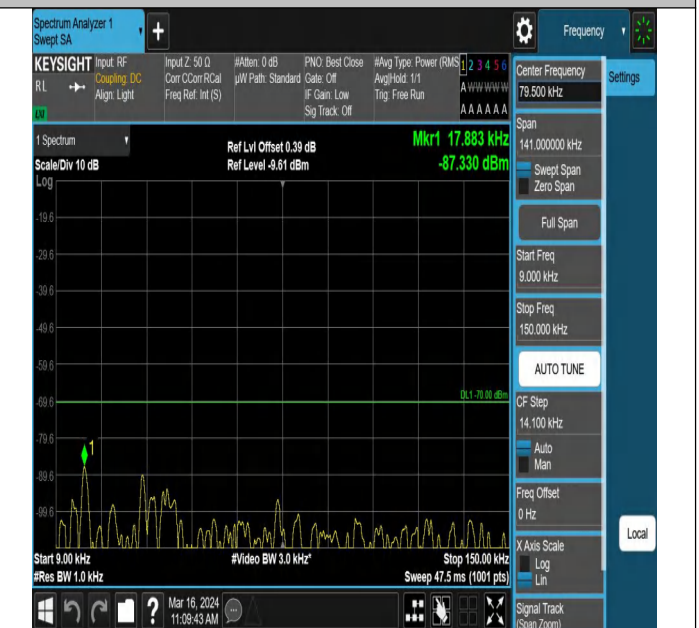 Spectrum Analyzer 1
Swept SA
Frequency
KEYSIGHT
RL
LXI
Input: RF
Coupling: DC
Align: Light
Input Z: 50 Ω
Corr CCorr RCal
Freq Ref: Int (S)
#Atten: 0 dB
µW Path: Standard
PNO: Best Close
Gate: Off
IF Gain: Low
Sig Track: Off
#Avg Type: Power (RMS
Avg|Hold: 1/1
Trig: Free Run
1 2 3 4 5 6
A W W W W W
A A A A A A
1 Spectrum
Scale/Div 10 dB
Log
Ref Lvl Offset 0.39 dB
Ref Level -9.61 dBm
Mkr1 17.883 kHz
-87.330 dBm
-19.6
-29.6
-39.6
-49.6
-59.6
DL1 -70.00 dBm
-69.6
-79.6
1
-89.6
-99.6
Start 9.00 kHz
#Res BW 1.0 kHz
#Video BW 3.0 kHz*
Stop 150.00 kHz
Sweep 47.5 ms (1001 pts)
Center Frequency
79.500 kHz
Settings
Span
141.000000 kHz
Swept Span
Zero Span
Full Span
Start Freq
9.000 kHz
Stop Freq
150.000 kHz
AUTO TUNE
CF Step
14.100 kHz
Auto
Man
Freq Offset
0 Hz
X Axis Scale
Log
Lin
Local
Signal Track
(Span Zoom)
?
Mar 16, 2024
11:09:43 AM